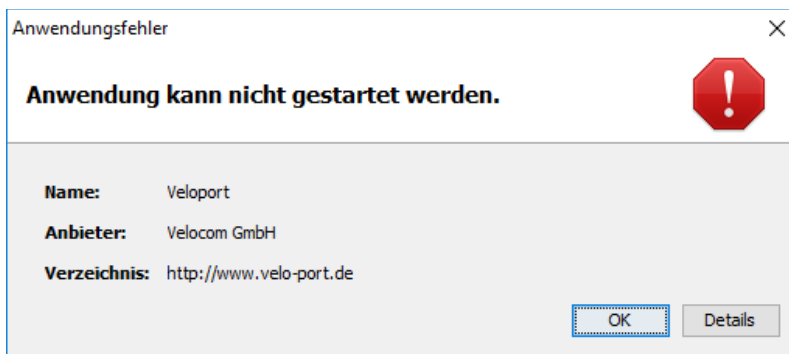 Anwendungsfehler
Anwendung kann nicht gestartet werden.
Name: Veloport
Anbieter: Velocom GmbH
Verzeichnis: http://www.velo-port.de
OK Details